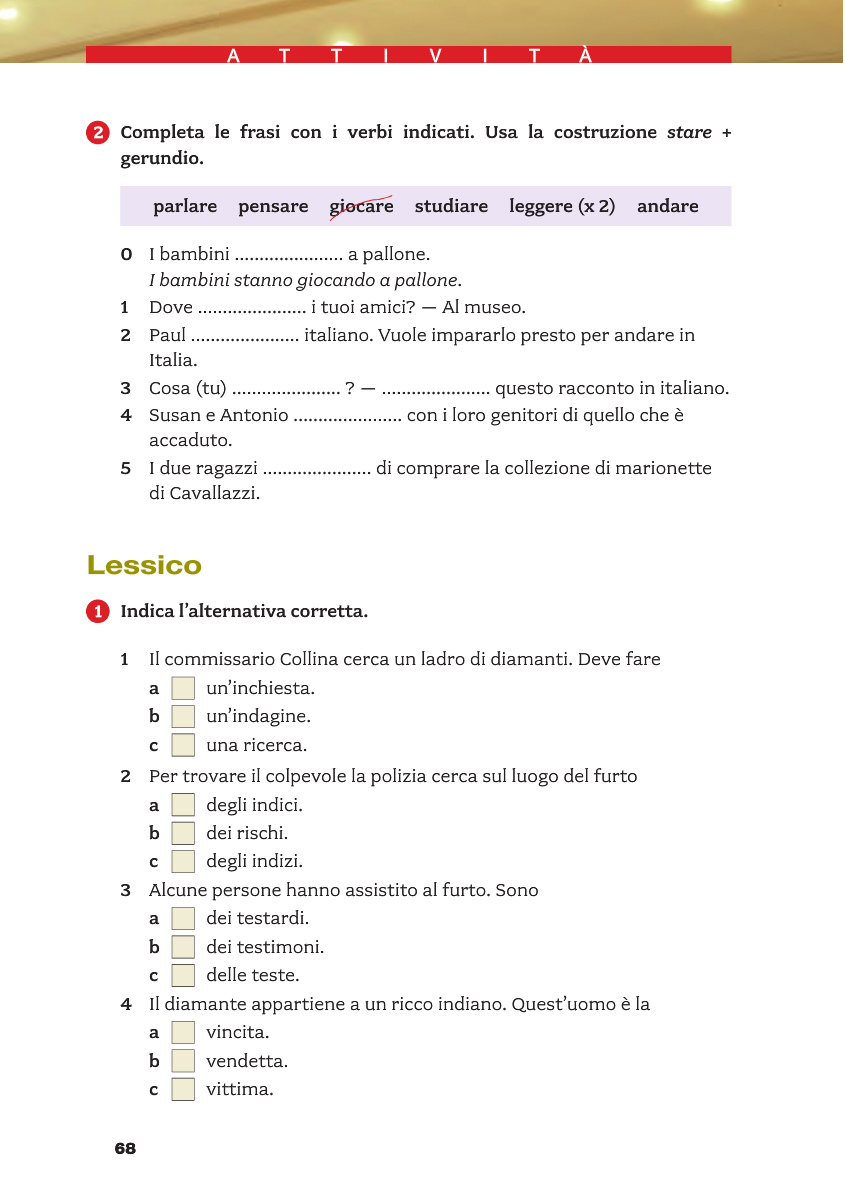 ATTIVITÀ
2 Completa le frasi con i verbi indicati. Usa la costruzione stare +
gerundio.
parlare pensare giocare studiare leggere (x 2) andare
0 I bambini ...................... a pallone.
I bambini stanno giocando a pallone.
1 Dove ...................... i tuoi amici? — Al museo.
2 Paul ...................... italiano. Vuole impararlo presto per andare in
Italia.
3 Cosa (tu) ...................... ? — ...................... questo racconto in italiano.
4 Susan e Antonio ...................... con i loro genitori di quello che è
accaduto.
5 I due ragazzi ...................... di comprare la collezione di marionette
di Cavallazzi.
Lessico
1 Indica l'alternativa corretta.
1 Il commissario Collina cerca un ladro di diamanti. Deve fare
a un'inchiesta.
b un'indagine.
c una ricerca.
2 Per trovare il colpevole la polizia cerca sul luogo del furto
a degli indici.
b dei rischi.
c degli indizi.
3 Alcune persone hanno assistito al furto. Sono
a dei testardi.
b dei testimoni.
c delle teste.
4 Il diamante appartiene a un ricco indiano. Quest'uomo è la
a vincita.
b vendetta.
c vittima.
68